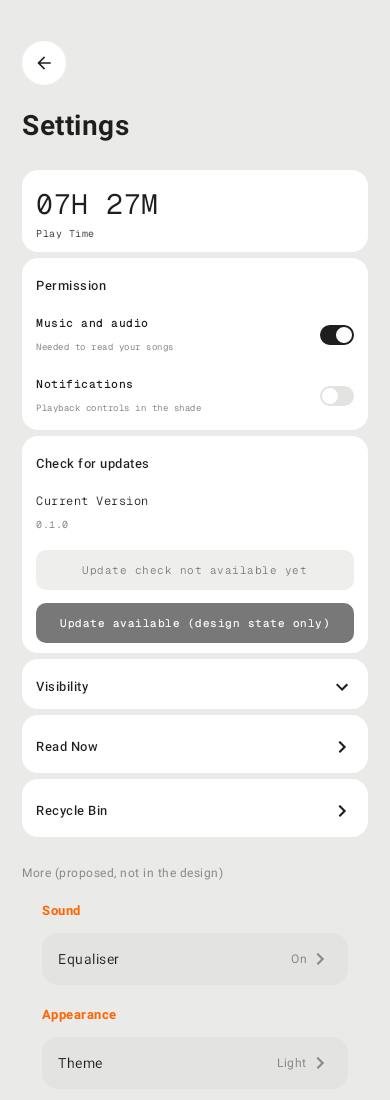 Settings
07H 27M
Play Time
Permission
Music and audio
Needed to read your songs
Notifications
Playback controls in the shade
Check for updates
Current Version
0.1.0
Update check not available yet
Update available (design state only)
Visibility
Read Now
Recycle Bin
More (proposed, not in the design)
Sound
Equaliser On
Appearance
Theme Light